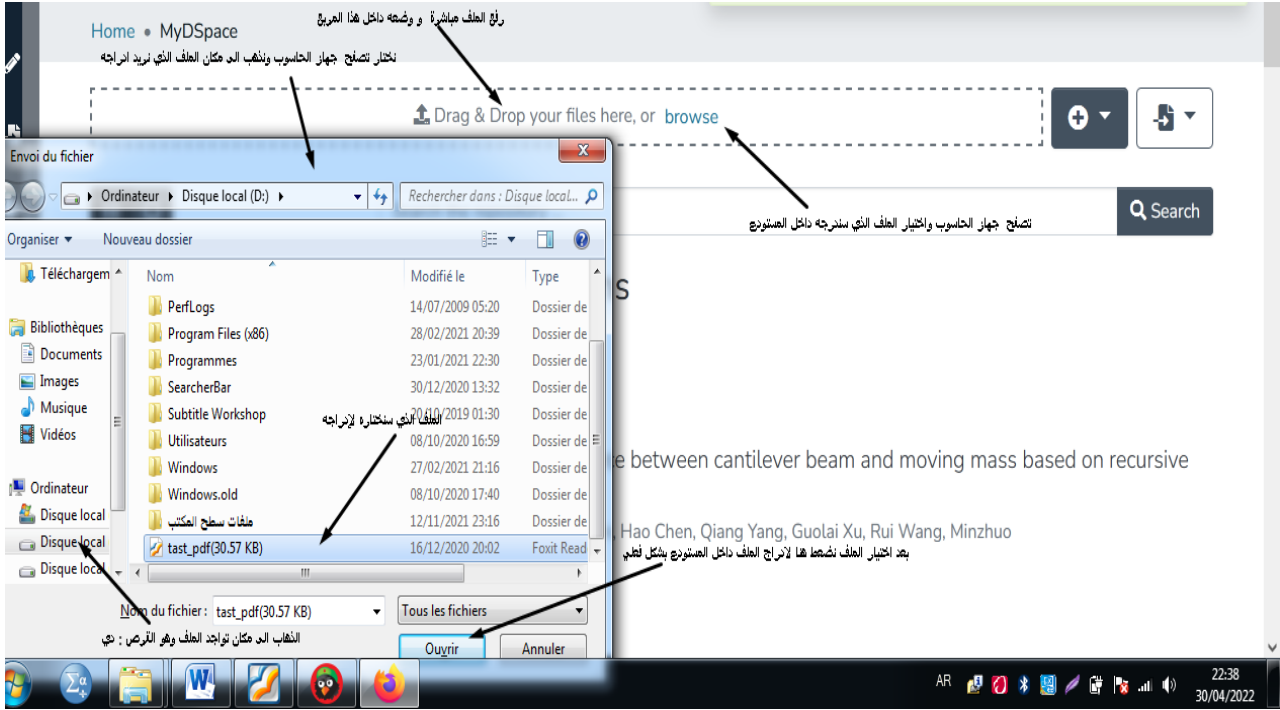 رفع الملف مباشرة و وضعه داخل هذا المربع
Home • MyDSpace
نختار تصفح جهاز الحاسوب ونذهب الى مكان الملف الذي نريد ادراجه
Drag & Drop your files here, or browse
Envoi du fichier
Ordinateur Disque local (D:)
Rechercher dans : Disque local...
Search
تصفح جهاز الحاسوب واختيار الملف الذي سندرجه داخل المستودع
Organiser Nouveau dossier
Téléchargem
Nom Modifié le Type
s
PerfLogs 14/07/2009 05:20 Dossier de
Bibliothèques
Program Files (x86) 28/02/2021 20:39 Dossier de
Documents
Programmes 23/01/2021 22:30 Dossier de
Images
SearcherBar 30/12/2020 13:32 Dossier de
Musique
Subtitle Workshop 20/10/2019 01:30 Dossier de
الملف الذي سنختاره لإدراجه
Vidéos
Utilisateurs 08/10/2020 16:59 Dossier de
Windows 27/02/2021 21:16 Dossier de
e between cantilever beam and moving mass based on recursive
Ordinateur
Windows.old 08/10/2020 17:40 Dossier de
Disque local
ملفات سطح المكتب 12/11/2021 23:16 Dossier de
, Hao Chen, Qiang Yang, Guolai Xu, Rui Wang, Minzhuo
Disque local
tast_pdf(30.57 KB) 16/12/2020 20:02 Foxit Read
بعد اختيار الملف نضغط هنا لادراج الملف داخل المستودع بشكل فعلي
Disque local
Nom du fichier : tast_pdf(30.57 KB) Tous les fichiers
الذهاب الى مكان تواجد الملف وهو القرص : دي
Ouvrir Annuler
AR
22:38
30/04/2022